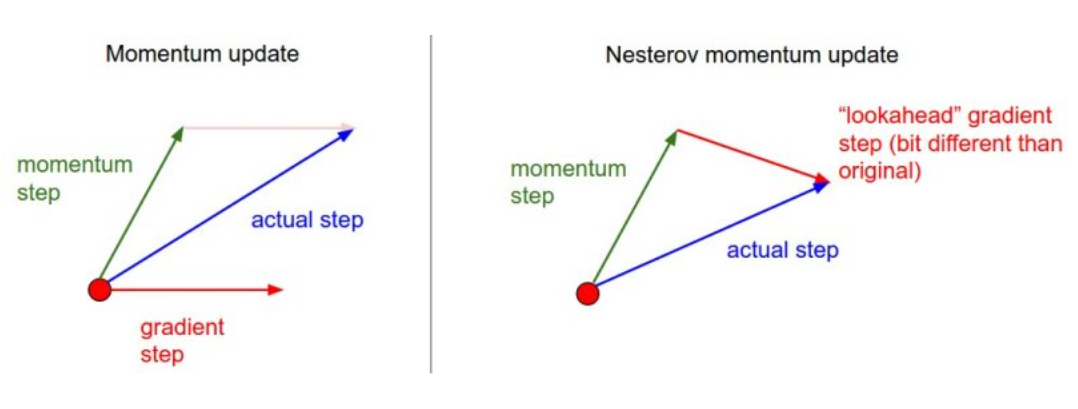 Momentum update
momentum
step
actual step
gradient
step
Nesterov momentum update
momentum
step
“lookahead” gradient
step (bit different than
original)
actual step